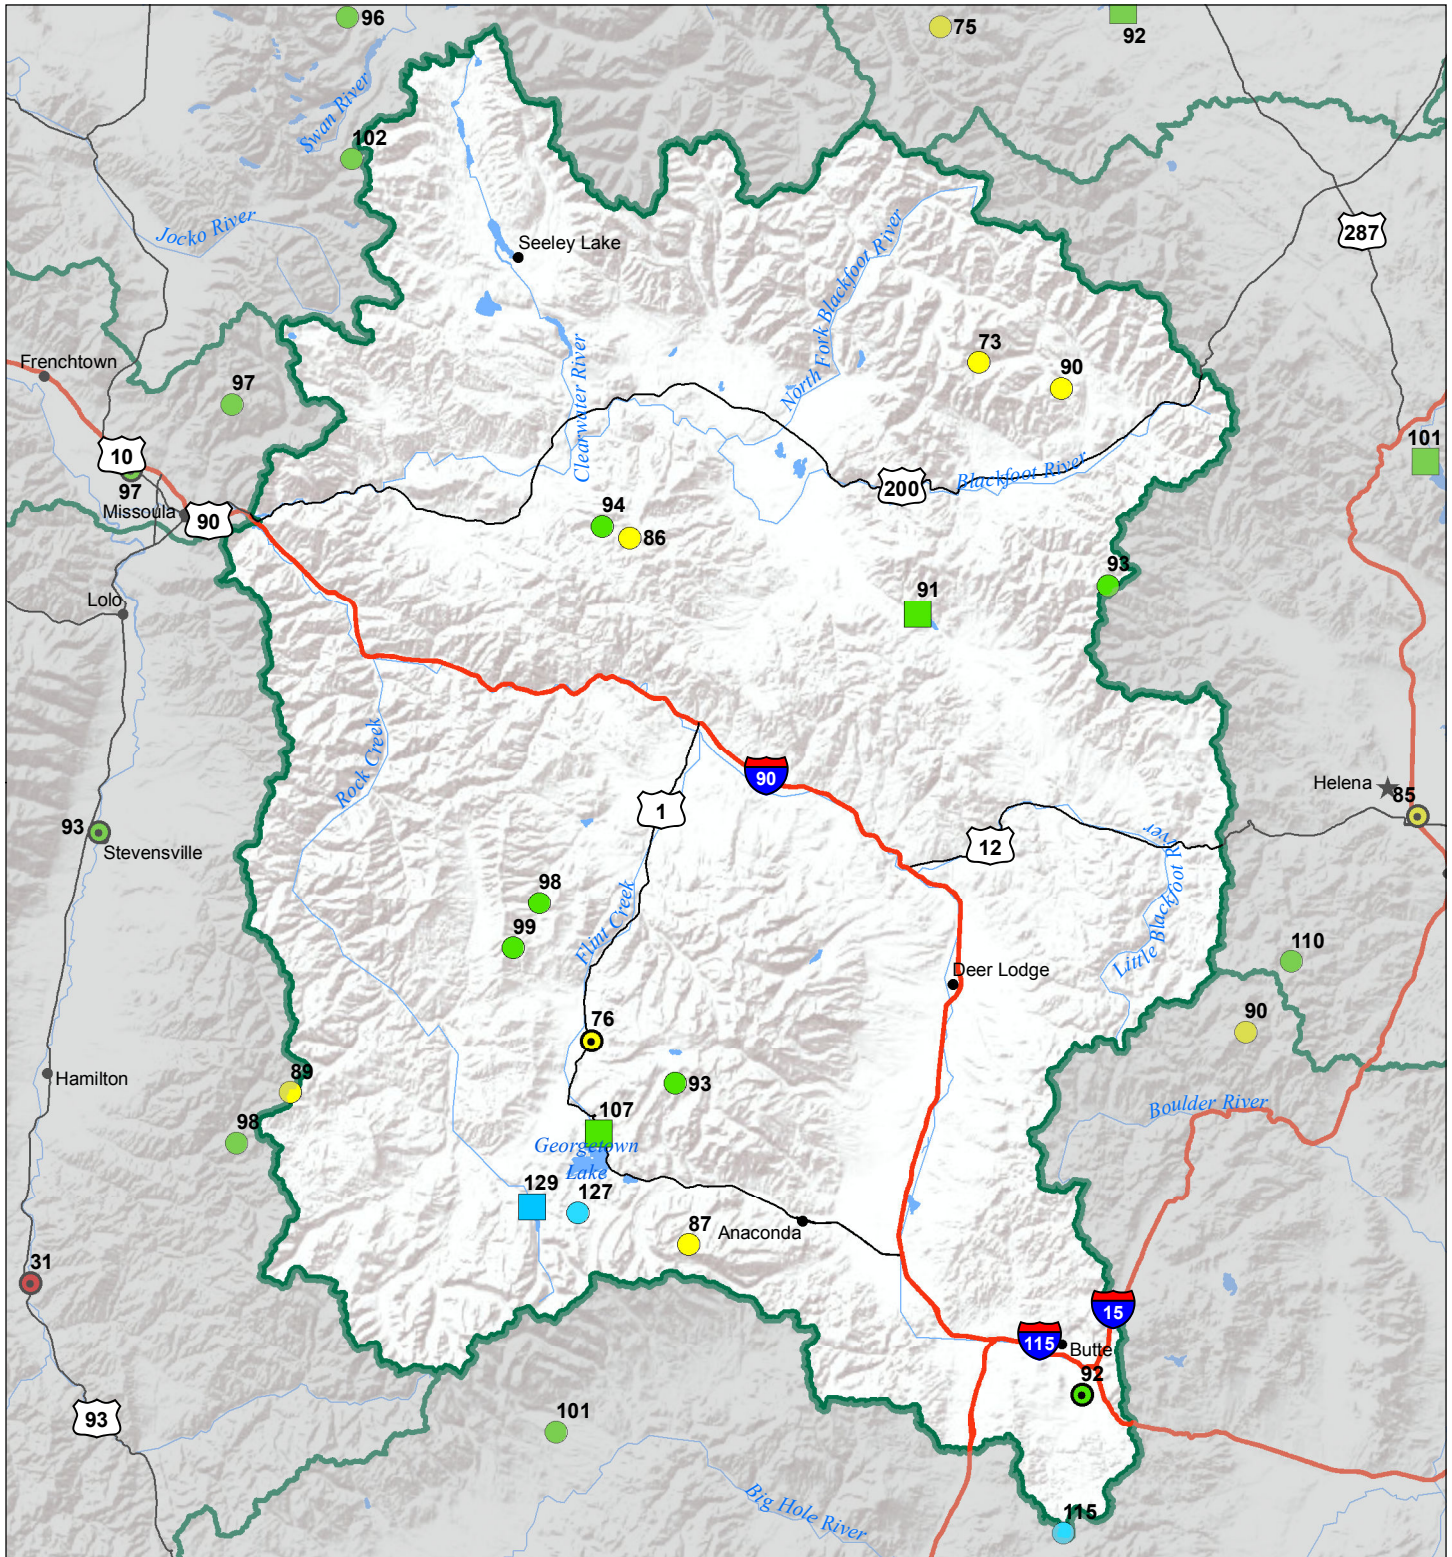 96
75
92
Swan River
102
Jocko River
287
Seeley Lake
North Fork Blackfoot River
Frenchtown
73
90
97
Clearwater River
10
101
97
Missoula
90
200
Blackfoot River
94
86
93
91
Lolo
Rock Creek
90
Helena
85
1
93
Stevensville
12
Little Blackfoot River
98
Flint Creek
99
110
Deer Lodge
76
90
Hamilton
89
93
Boulder River
107
98
Georgetown
Lake
129
127
87
Anaconda
31
15
115
Butte
92
93
101
Big Hole River
115